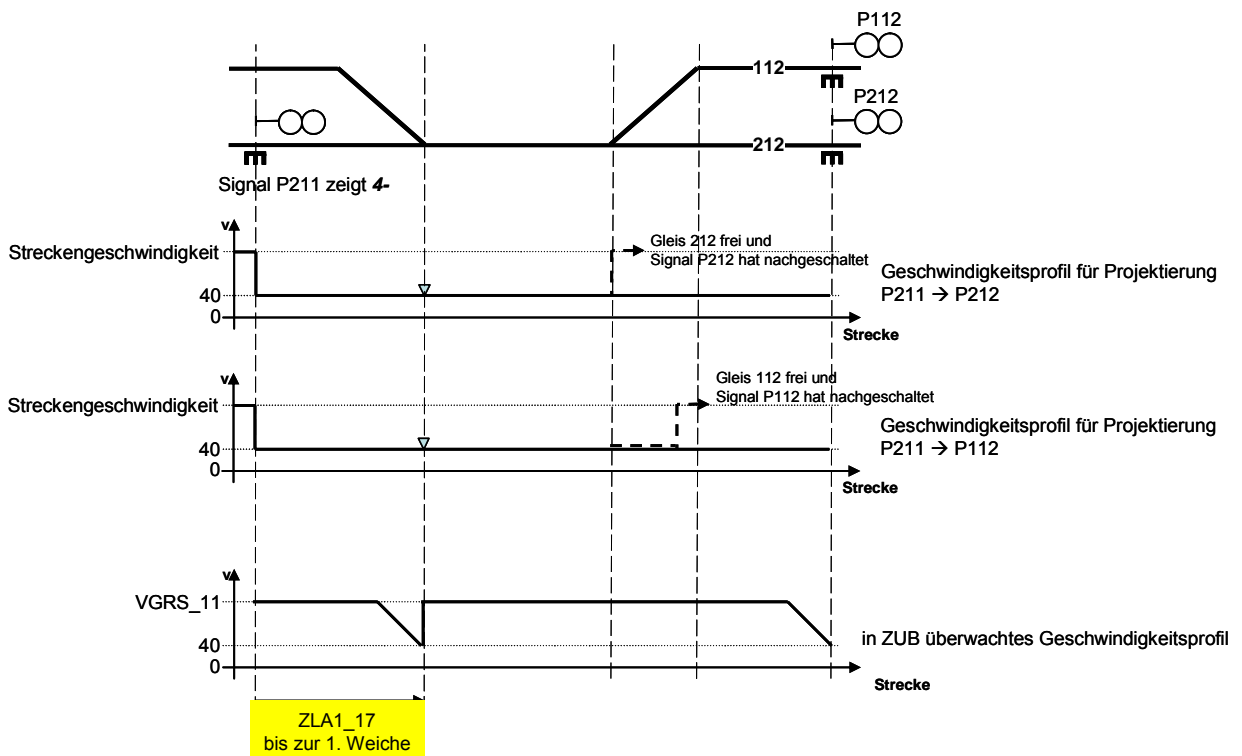 P112
112
P212
212
Signal P211 zeigt 4-
v
Streckengeschwindigkeit
Gleis 212 frei und
Signal P212 hat nachgeschaltet
Geschwindigkeitsprofil für Projektierung
P211 → P212
40
0
Strecke
v
Streckengeschwindigkeit
Gleis 112 frei und
Signal P112 hat nachgeschaltet
Geschwindigkeitsprofil für Projektierung
P211 → P112
40
0
Strecke
v
VGRS_11
in ZUB überwachtes Geschwindigkeitsprofil
40
0
Strecke
ZLA1_17
bis zur 1. Weiche